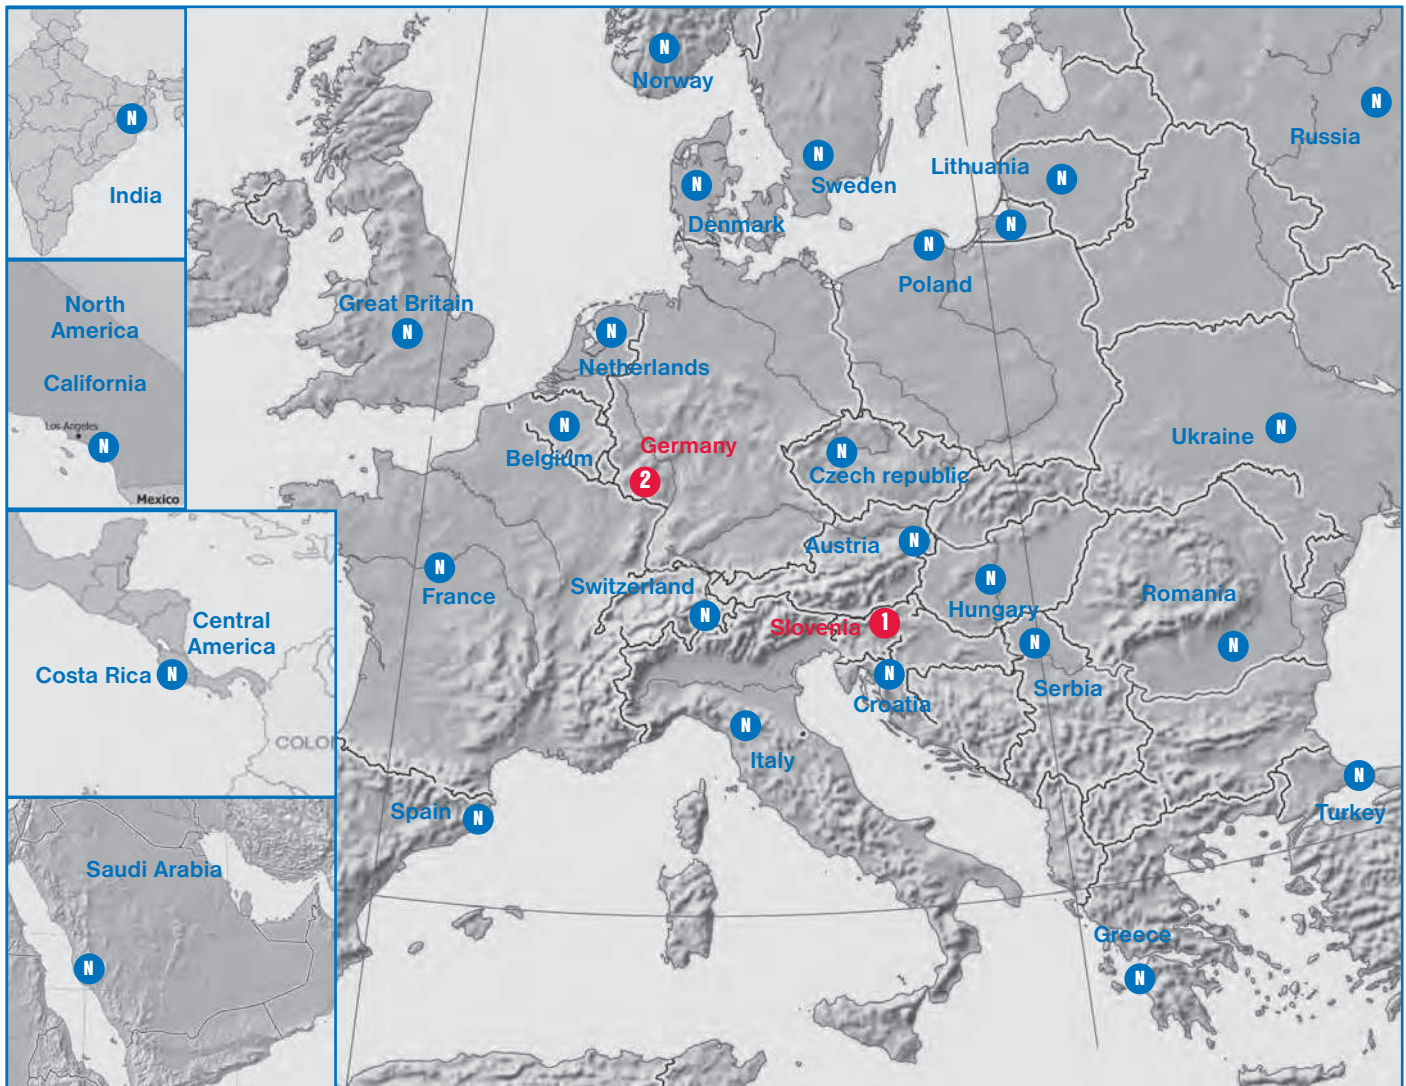 N
India
North
America
California
Los Angeles
N
Mexico
Central
America
Costa Rica N
COLO
Saudi Arabia
N
N
Norway
N
Russia
N
Sweden
Lithuania
N
N
Denmark
N
N
Poland
Great Britain
N
N
Netherlands
N
Belgium
Germany
2
N
Czech republic
Ukraine N
Austria N
N
France
Switzerland
N
N
Hungary
Romania
N
Slovenia 1
N
Serbia
N
Croatia
N
Italy
Spain N
N
Turkey
Greece
N